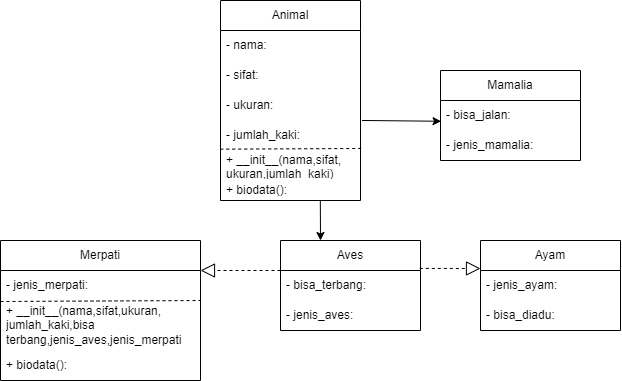 Animal
- nama:
- sifat:
- ukuran:
- jumlah_kaki:
+ __init__(nama,sifat,
ukuran,jumlah_kaki)
+ biodata():
Mamalia
- bisa_jalan:
- jenis_mamalia:
Merpati
- jenis_merpati:
+ __init__(nama,sifat,ukuran,
jumlah_kaki,bisa
terbang,jenis_aves,jenis_merpati
+ biodata():
Aves
- bisa_terbang:
- jenis_aves:
Ayam
- jenis_ayam:
- bisa_diadu: